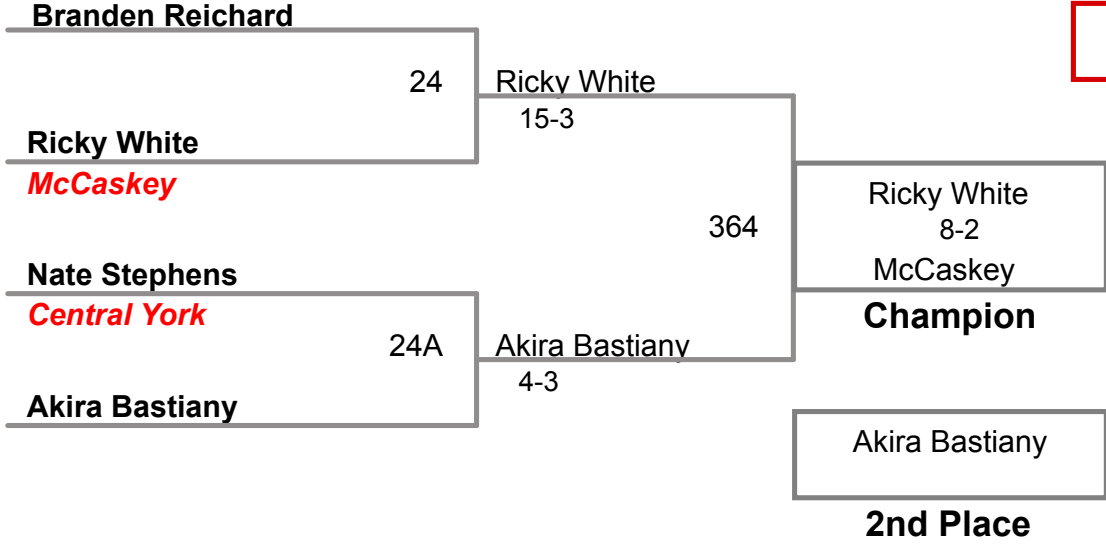 Branden Reichard
24
Ricky White
15-3
Ricky White
McCaskey
364
Ricky White
8-2
McCaskey
Champion
Nate Stephens
Central York
24A
Akira Bastiany
4-3
Akira Bastiany
Akira Bastiany
2nd Place